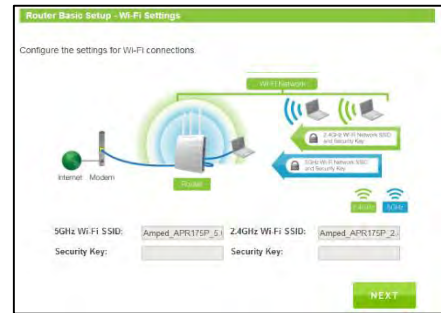 Router Basic Setup - Wi-Fi Settings
Configure the settings for Wi-Fi connections.
Wi-Fi Network
2.4GHz Wi-Fi Network SSID
and Security Key
5GHz Wi-Fi Network SSID
and Security Key
Internet
Modem
Router
2.4GHz
5GHz
5GHz Wi-Fi SSID:
Amped_APR175P_5.
2.4GHz Wi-Fi SSID:
Amped_APR175P_2.
Security Key:
Security Key:
NEXT